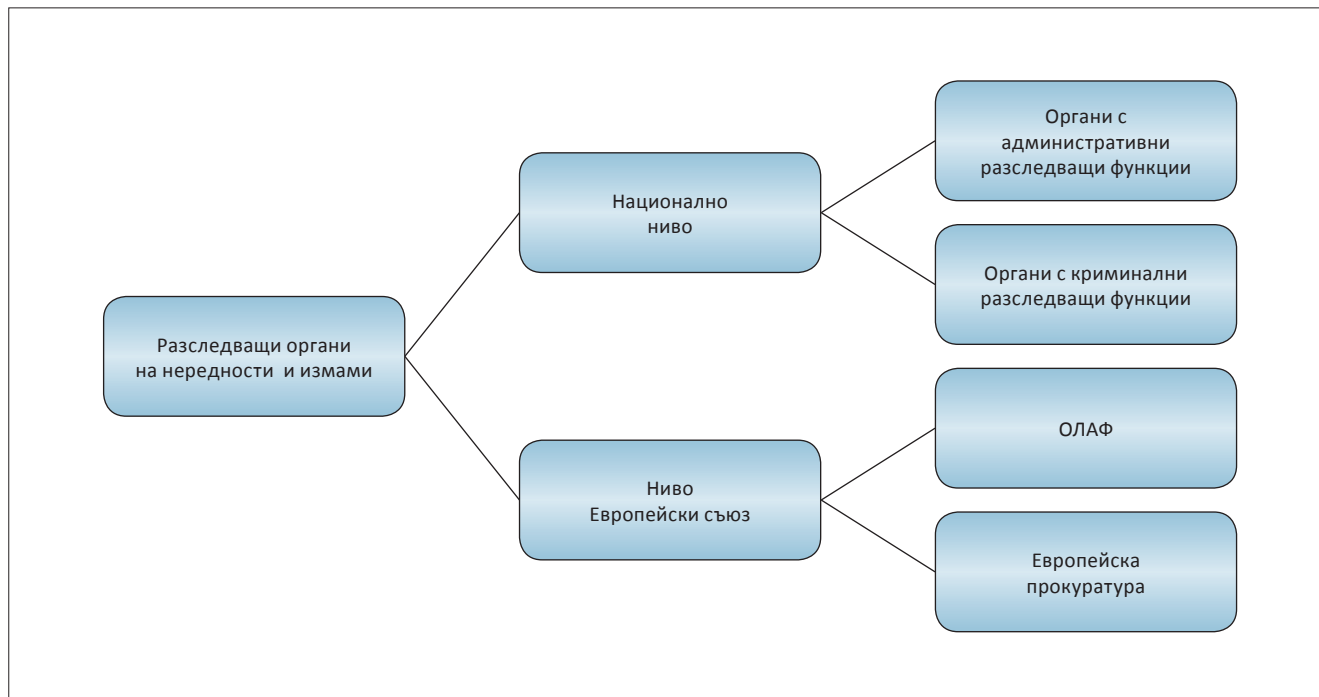 Разследващи органи
на нередности и измами
Национално
ниво
Органи с
административни
разследващи функции
Органи с криминални
разследващи функции
Ниво
Европейски съюз
ОЛАФ
Европейска
прокуратура